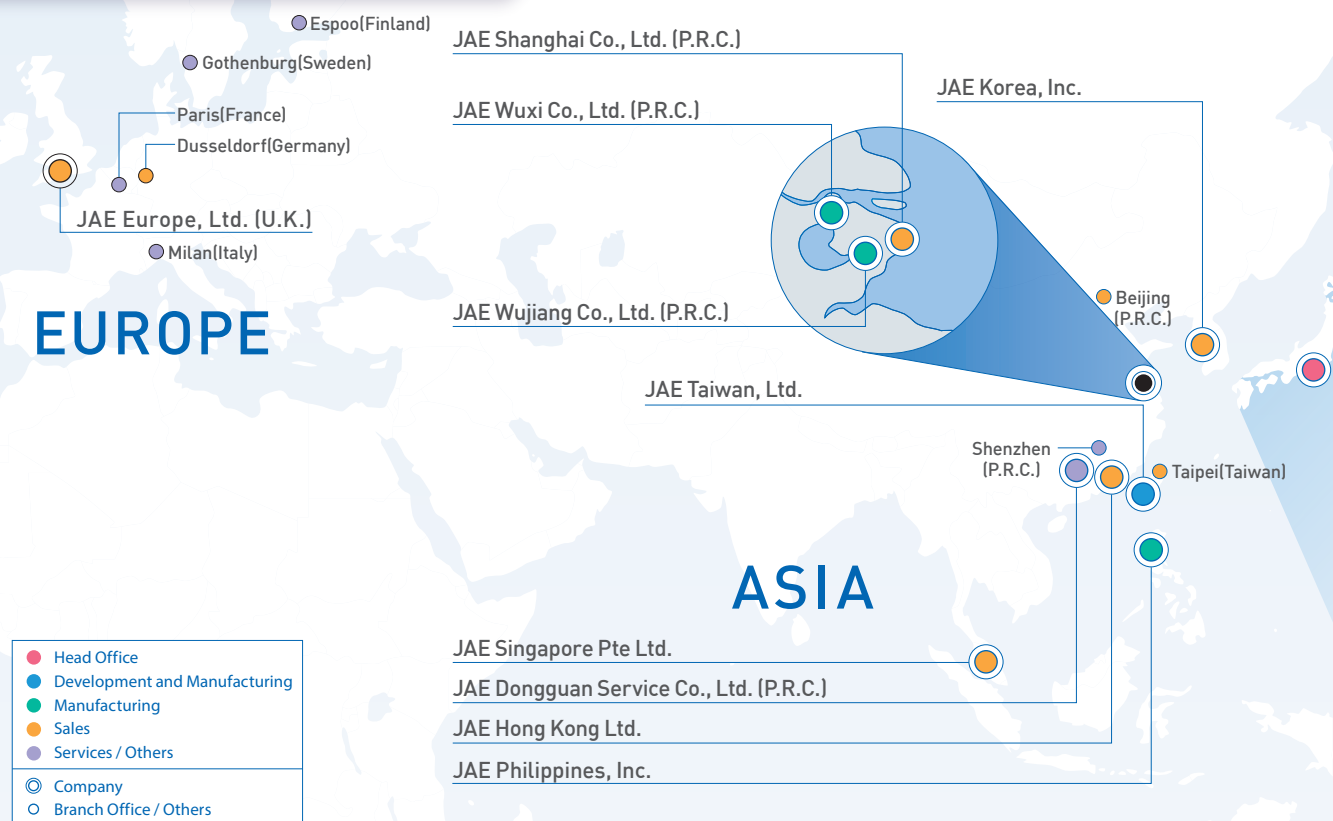 Espoo(Finland)
Gothenburg(Sweden)
Paris(France)
Dusseldorf(Germany)
JAE Europe, Ltd. (U.K.)
Milan(Italy)
EUROPE
JAE Shanghai Co., Ltd. (P.R.C.)
JAE Wuxi Co., Ltd. (P.R.C.)
JAE Wujiang Co., Ltd. (P.R.C.)
JAE Korea, Inc.
Beijing
(P.R.C.)
JAE Taiwan, Ltd.
Shenzhen
(P.R.C.)
Taipei(Taiwan)
ASIA
JAE Singapore Pte Ltd.
JAE Dongguan Service Co., Ltd. (P.R.C.)
JAE Hong Kong Ltd.
JAE Philippines, Inc.
Head Office
Development and Manufacturing
Manufacturing
Sales
Services / Others
Company
Branch Office / Others